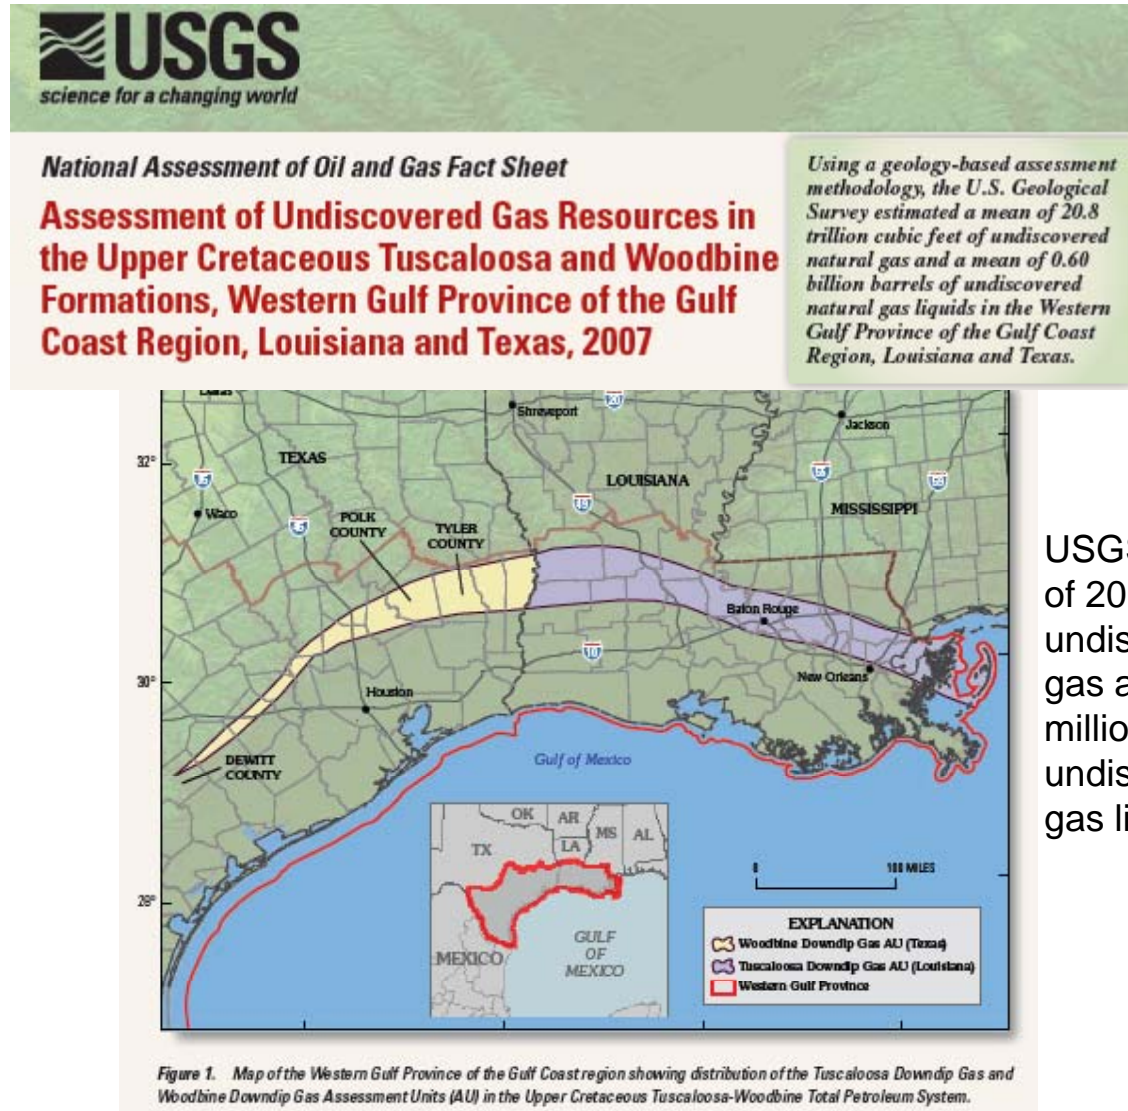 USGS
science for a changing world
National Assessment of Oil and Gas Fact Sheet
Assessment of Undiscovered Gas Resources in
the Upper Cretaceous Tuscaloosa and Woodbine
Formations, Western Gulf Province of the Gulf
Coast Region, Louisiana and Texas, 2007
Using a geology-based assessment
methodology, the U.S. Geological
Survey estimated a mean of 20.8
trillion cubic feet of undiscovered
natural gas and a mean of 0.60
billion barrels of undiscovered
natural gas liquids in the Western
Gulf Province of the Gulf Coast
Region, Louisiana and Texas.
Shreveport
20
Jackson
32°
TEXAS
LOUISIANA
55
59
35
49
MISSISSIPPI
Waco
45
POLK
COUNTY
TYLER
COUNTY
Baton Rouge
10
30°
New Orleans
Houston
DEWITT
COUNTY
Gulf of Mexico
OK
AR
MS
AL
TX
LA
0
100 MILES
28°
GULF
OF
MEXICO
MEXICO
EXPLANATION
Woodbine Downdip Gas AU (Texas)
Tuscaloosa Downdip Gas AU (Louisiana)
Western Gulf Province
Figure 1. Map of the Western Gulf Province of the Gulf Coast region showing distribution of the Tuscaloosa Downdip Gas and
Woodbine Downdip Gas Assessment Units (AU) in the Upper Cretaceous Tuscaloosa-Woodbine Total Petroleum System.
of 20
gas
gas